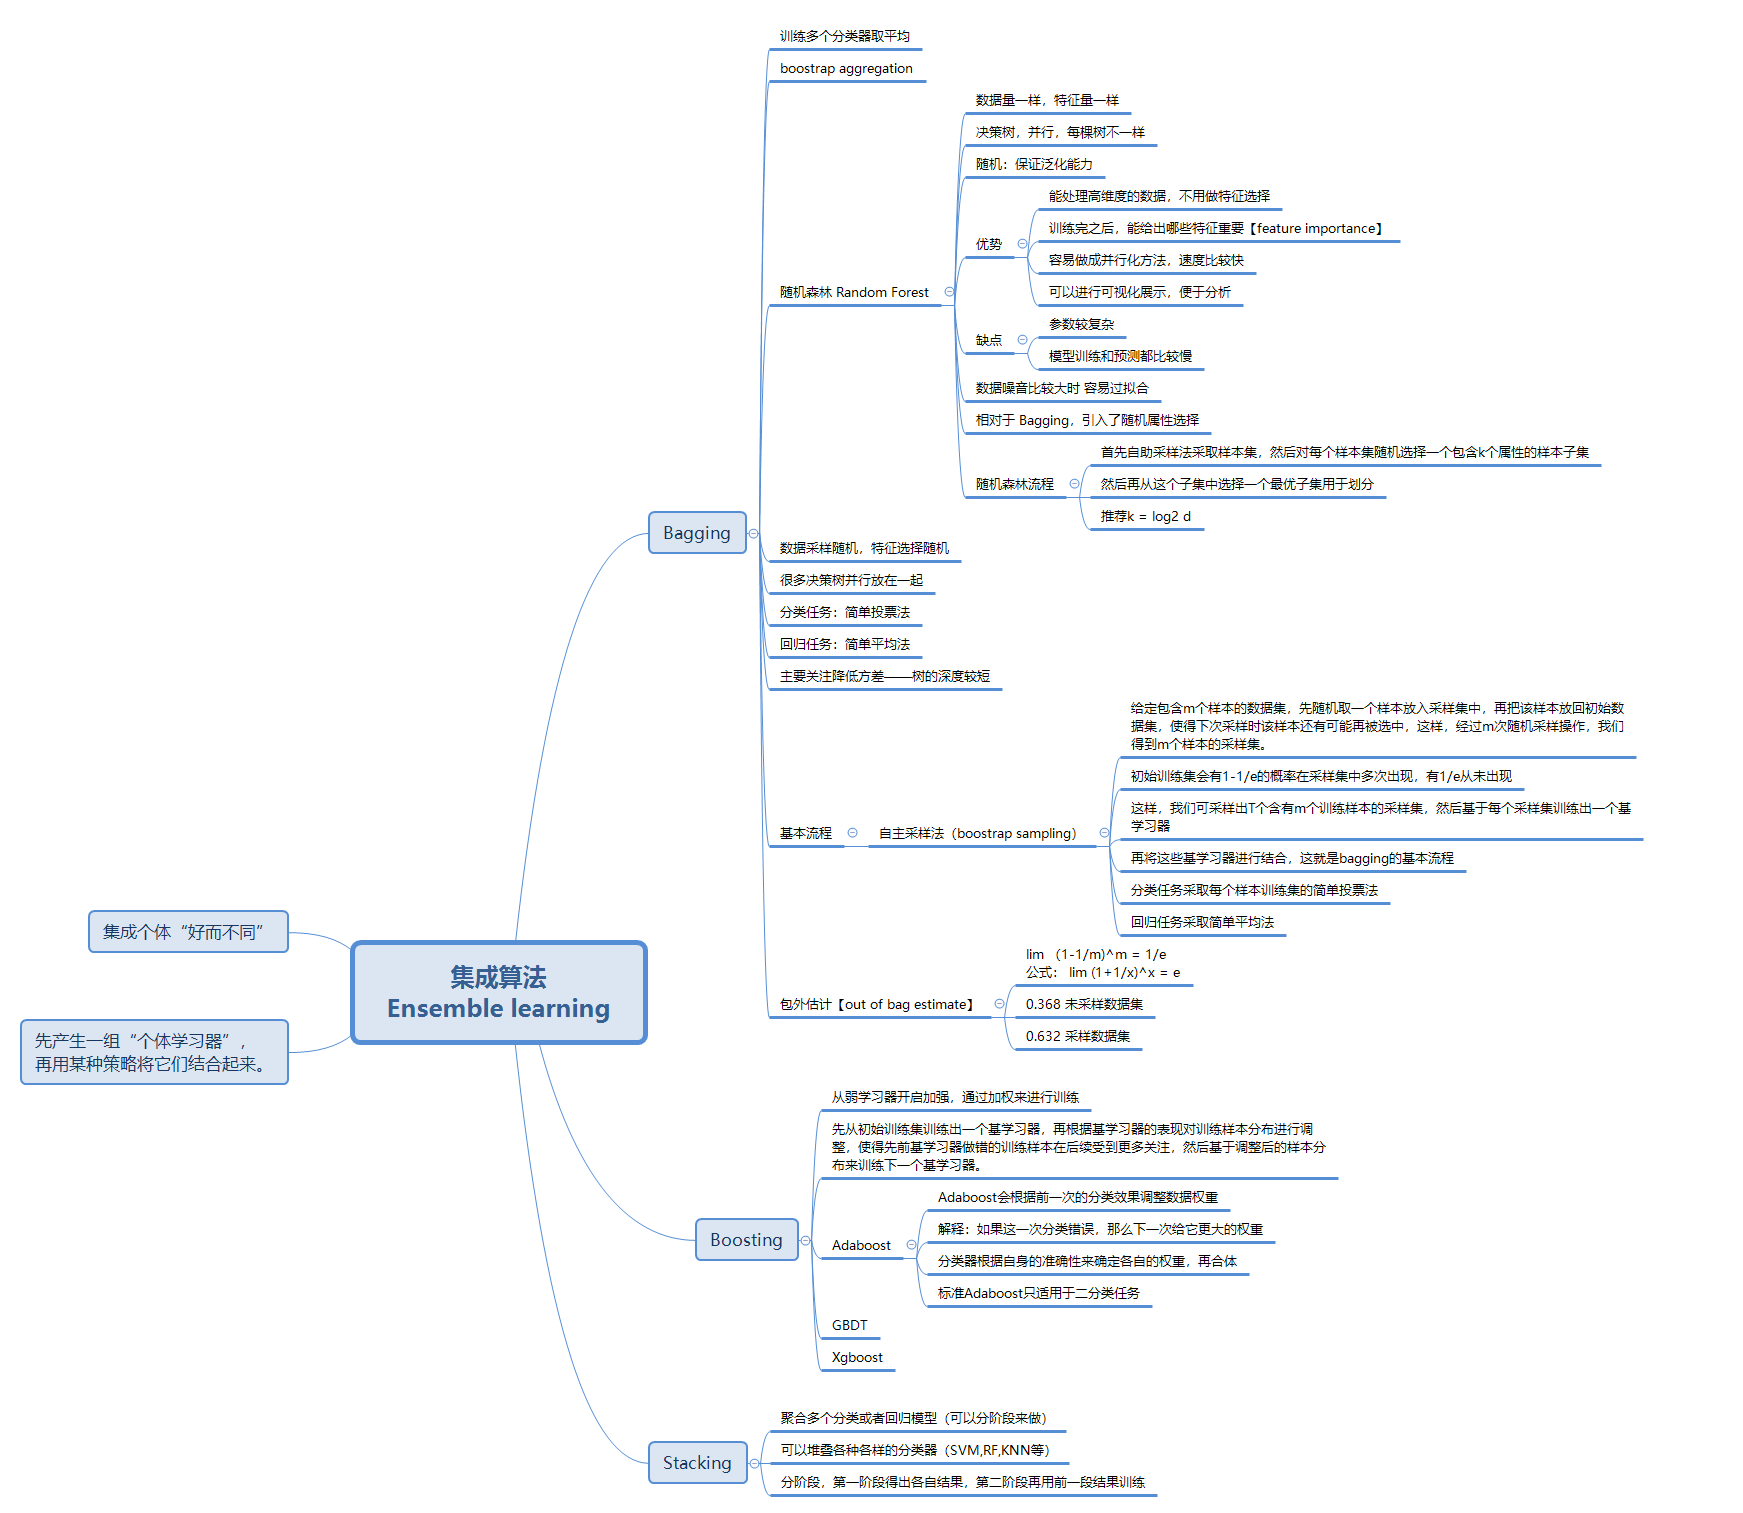 集成算法
Ensemble learning
集成个体“好而不同”
先产生一组“个体学习器”，
再用某种策略将它们结合起来。
Bagging
训练多个分类器取平均
boostrap aggregation
随机森林 Random Forest
数据量一样，特征量一样
决策树，并行，每棵树不一样
随机：保证泛化能力
优势
能处理高维度的数据，不用做特征选择
训练完之后，能给出哪些特征重要【feature importance】
容易做成并行化方法，速度比较快
可以进行可视化展示，便于分析
缺点
参数较复杂
模型训练和预测都比较慢
数据噪音比较大时 容易过拟合
相对于 Bagging，引入了随机属性选择
随机森林流程
首先自助采样法采取样本集，然后对每个样本集随机选择一个包含k个属性的样本子集
然后再从这个子集中选择一个最优子集用于划分
推荐k = log2 d
数据采样随机，特征选择随机
很多决策树并行放在一起
分类任务：简单投票法
回归任务：简单平均法
主要关注降低方差——树的深度较短
基本流程
自主采样法（boostrap sampling）
给定包含m个样本的数据集，先随机取一个样本放入采样集中，再把该样本放回初始数
据集，使得下次采样时该样本还有可能再被选中，这样，经过m次随机采样操作，我们
得到m个样本的采样集。
初始训练集会有1-1/e的概率在采样集中多次出现，有1/e从未出现
这样，我们可采样出T个含有m个训练样本的采样集，然后基于每个采样集训练出一个基
学习器
再将这些基学习器进行结合，这就是bagging的基本流程
分类任务采取每个样本训练集的简单投票法
回归任务采取简单平均法
包外估计【out of bag estimate】
lim （1-1/m)^m = 1/e
公式： lim (1+1/x)^x = e
0.368 未采样数据集
0.632 采样数据集
Boosting
从弱学习器开启加强，通过加权来进行训练
先从初始训练集训练出一个基学习器，再根据基学习器的表现对训练样本分布进行调
整，使得先前基学习器做错的训练样本在后续受到更多关注，然后基于调整后的样本分
布来训练下一个基学习器。
Adaboost
Adaboost会根据前一次的分类效果调整数据权重
解释：如果这一次分类错误，那么下一次给它更大的权重
分类器根据自身的准确性来确定各自的权重，再合体
标准Adaboost只适用于二分类任务
GBDT
Xgboost
Stacking
聚合多个分类或者回归模型（可以分阶段来做）
可以堆叠各种各样的分类器（SVM,RF,KNN等）
分阶段，第一阶段得出各自结果，第二阶段再用前一段结果训练